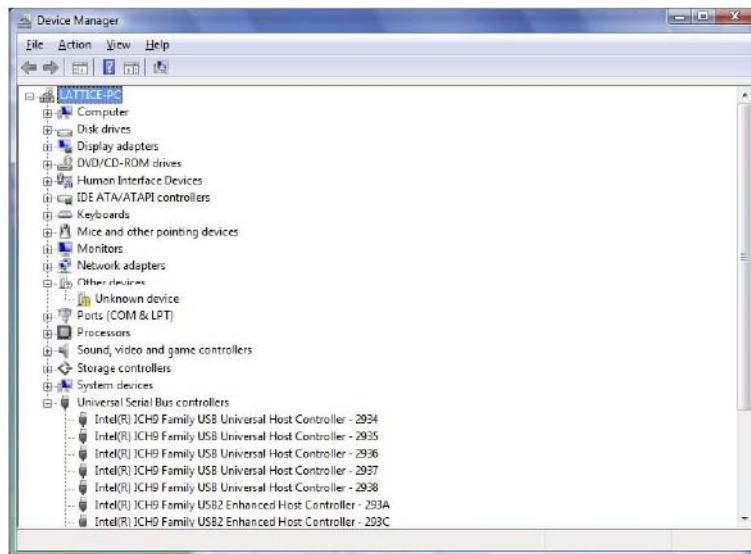 Device Manager
File Action View Help
LATTICE-PC
Computer
Disk drives
Display adapters
DVD/CD-ROM drives
Human Interface Devices
IDE ATA/ATAPI controllers
Keyboards
Mice and other pointing devices
Monitors
Network adapters
Other devices
Unknown device
Ports (COM & LPT)
Processors
Sound, video and game controllers
Storage controllers
System devices
Universal Serial Bus controllers
Intel(R) ICH9 Family USB Universal Host Controller - 2934
Intel(R) ICH9 Family USB Universal Host Controller - 2935
Intel(R) ICH9 Family USB Universal Host Controller - 2936
Intel(R) ICH9 Family USB Universal Host Controller - 2937
Intel(R) ICH9 Family USB Universal Host Controller - 2938
Intel(R) ICH9 Family USB2 Enhanced Host Controller - 293A
Intel(R) ICH9 Family USB2 Enhanced Host Controller - 293C